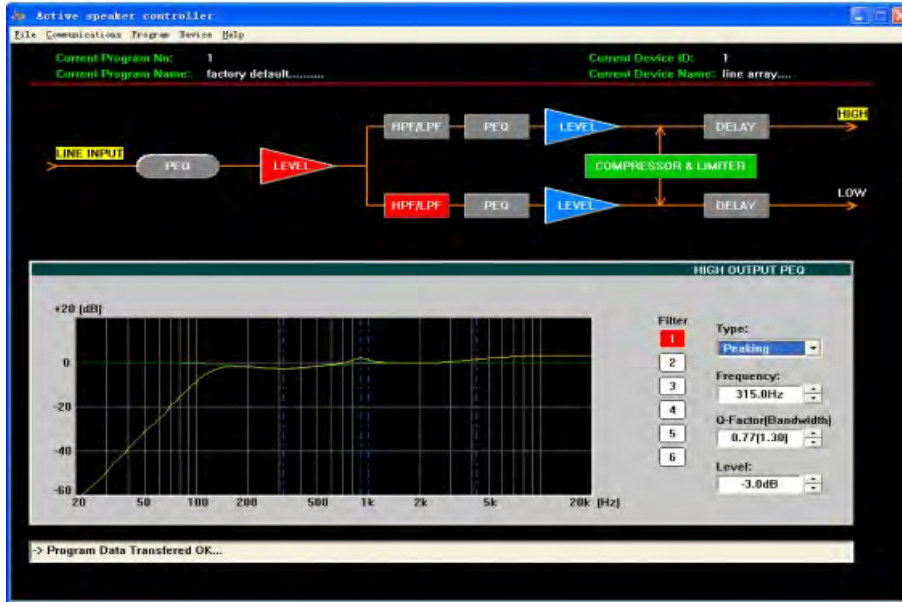 Active speaker controller
File Communications Program Device Help
Current Program No: 1
Current Device ID: 1
Current Program Name: factory default..........
Current Device Name: line array.....
HIGH
HPF/LPF PEQ LEVEL DELAY
LINE INPUT
PEQ LEVEL COMPRESSOR & LIMITER
LOW
HPF/LPF PEQ LEVEL DELAY
HIGH OUTPUT PEQ
+20 [dB]
0
-20
-40
-60
20 50 100 200 500 1k 2k 5k 20k [Hz]
Filter
1
2
3
4
5
6
Type:
Peaking
Frequency:
315.0Hz
Q-Factor[Bandwidth]
0.77[1.30]
Level:
-3.0dB
-> Program Data Transfered OK...